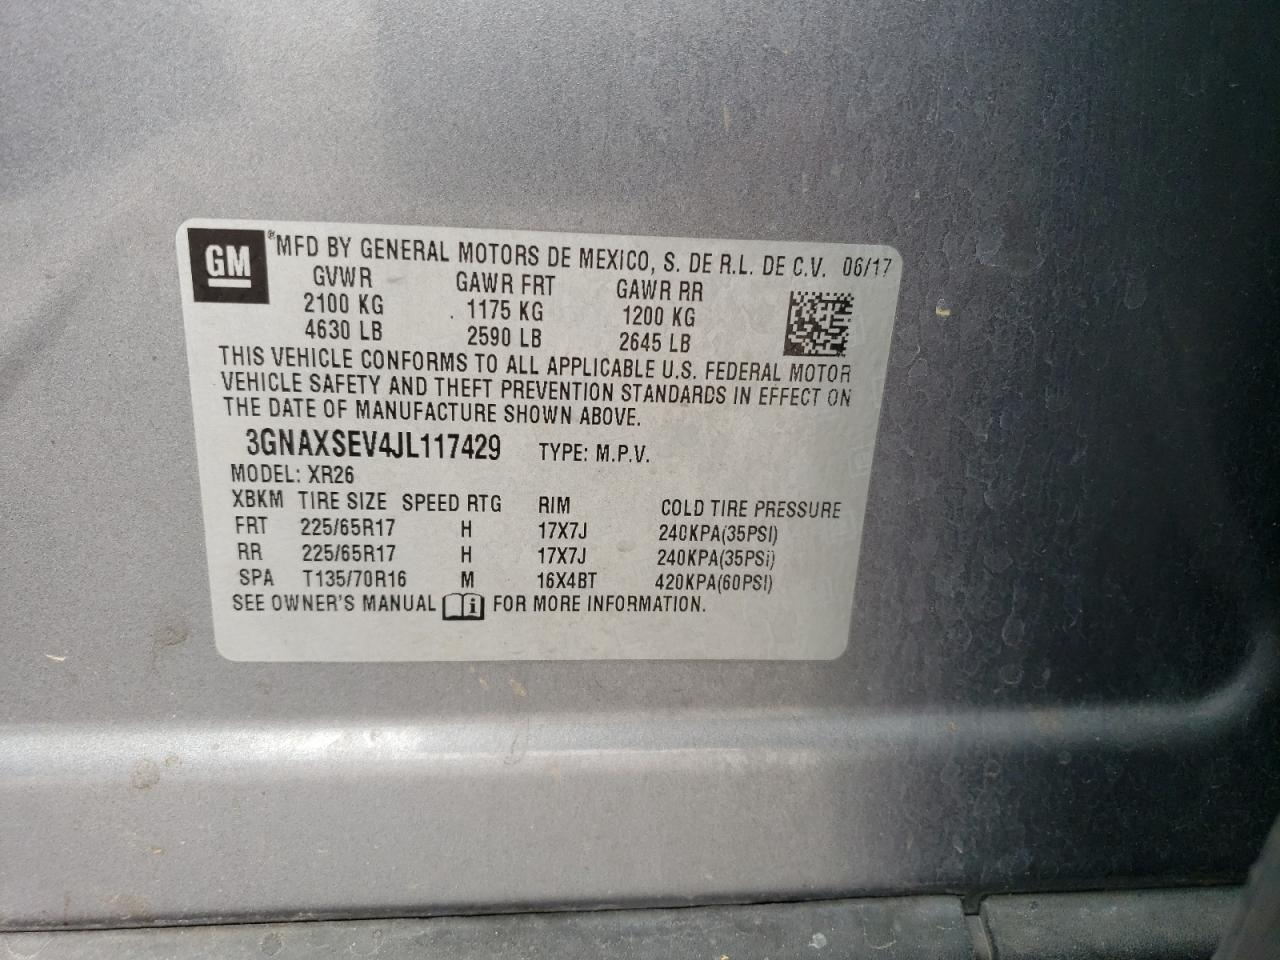 GM ® MFD BY GENERAL MOTORS DE MEXICO, S. DE R.L. DE C.V. 06/17
GVWR GAWR FRT GAWR RR
2100 KG 1175 KG 1200 KG
4630 LB 2590 LB 2645 LB
THIS VEHICLE CONFORMS TO ALL APPLICABLE U.S. FEDERAL MOTOR
VEHICLE SAFETY AND THEFT PREVENTION STANDARDS IN EFFECT ON
THE DATE OF MANUFACTURE SHOWN ABOVE.
3GNAXSEV4JL117429 TYPE: M.P.V.
MODEL: XR26
XBKM TIRE SIZE SPEED RTG RIM COLD TIRE PRESSURE
FRT 225/65R17 H 17X7J 240KPA(35PSI)
RR 225/65R17 H 17X7J 240KPA(35PSI)
SPA T135/70R16 M 16X4BT 420KPA(60PSI)
SEE OWNER'S MANUAL i FOR MORE INFORMATION.